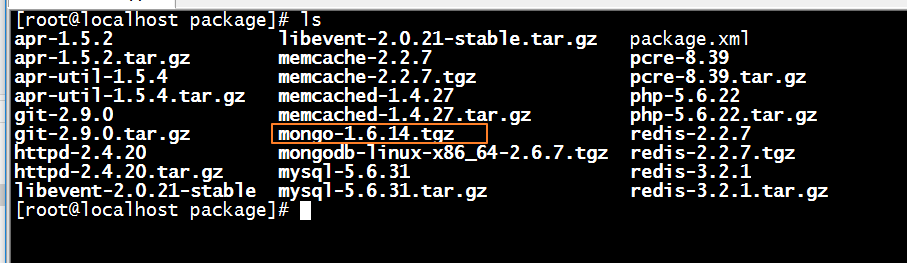 [root@localhost package]# ls
apr-1.5.2 libevent-2.0.21-stable.tar.gz package.xml
apr-1.5.2.tar.gz memcache-2.2.7 pcre-8.39
apr-util-1.5.4 memcache-2.2.7.tgz pcre-8.39.tar.gz
apr-util-1.5.4.tar.gz memcached-1.4.27 php-5.6.22
git-2.9.0 memcached-1.4.27.tar.gz php-5.6.22.tar.gz
git-2.9.0.tar.gz mongo-1.6.14.tgz redis-2.2.7
httpd-2.4.20 mongodb-linux-x86_64-2.6.7.tgz redis-2.2.7.tgz
httpd-2.4.20.tar.gz mysql-5.6.31 redis-3.2.1
libevent-2.0.21-stable mysql-5.6.31.tar.gz redis-3.2.1.tar.gz
[root@localhost package]#